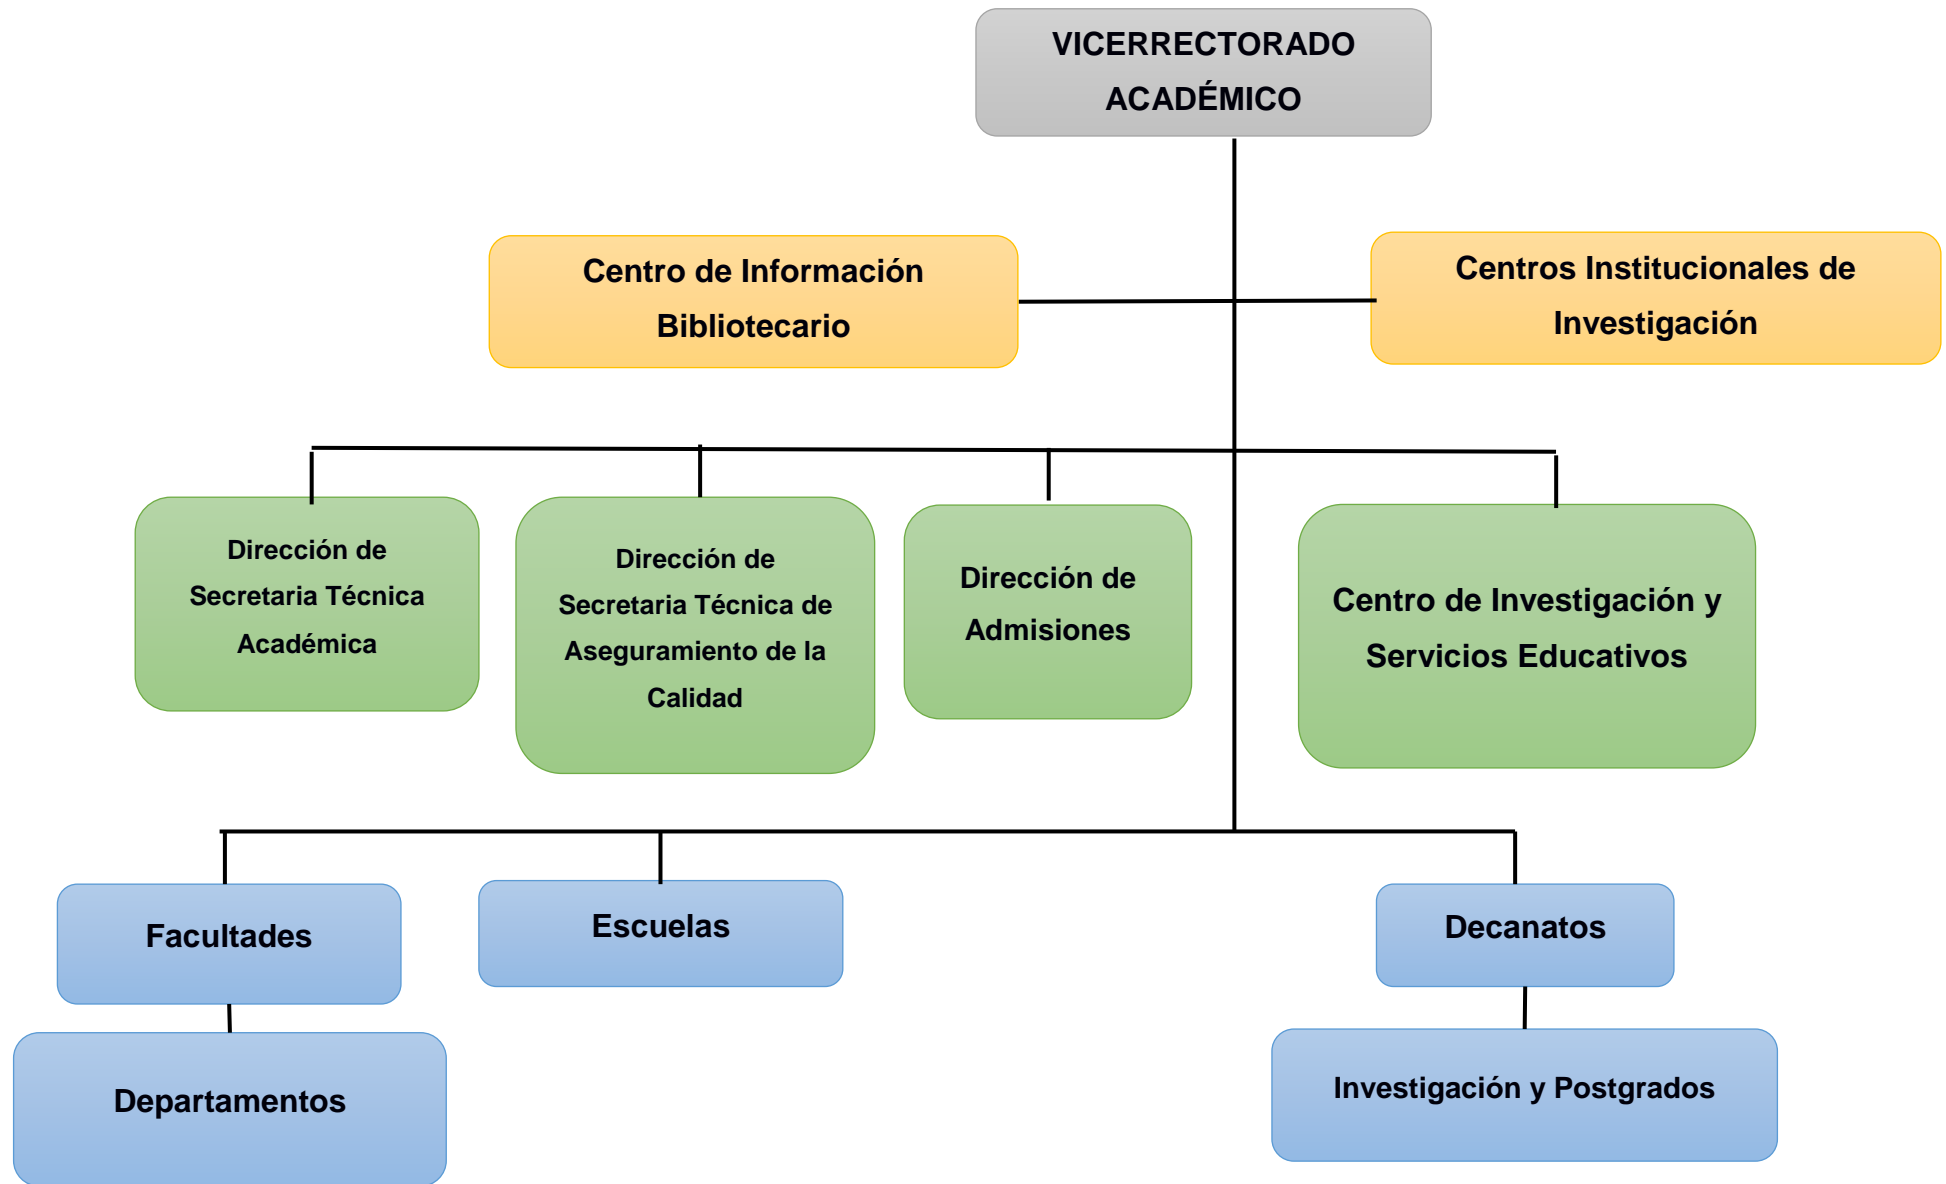 VICERRECTORADO
ACADÉMICO
Centro de Información
Bibliotecario
Centros Institucionales de
Investigación
Dirección de
Secretaria Técnica
Académica
Dirección de
Secretaria Técnica de
Aseguramiento de la
Calidad
Dirección de
Admisiones
Centro de Investigación y
Servicios Educativos
Facultades
Escuelas
Decanatos
Departamentos
Investigación y Postgrados